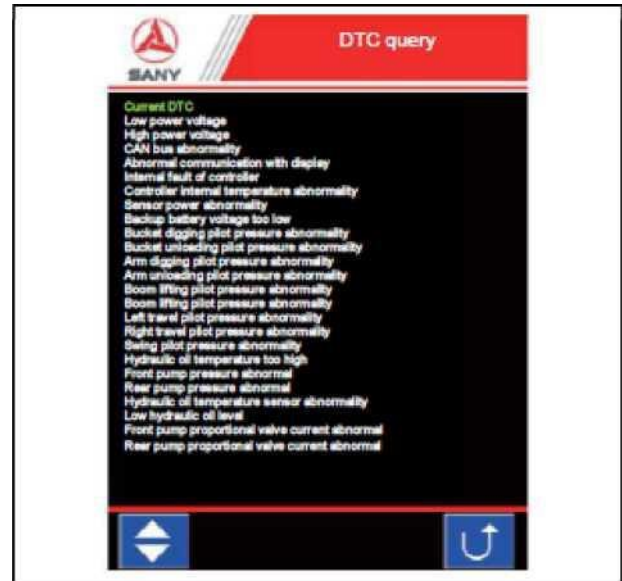 SANY
DTC query
Current DTC
Low power voltage
High power voltage
CAN bus abnormality
Abnormal communication with display
Internal fault of controller
Controller internal temperature abnormality
Sensor power abnormality
Backup battery voltage too low
Bucket digging pilot pressure abnormality
Bucket unloading pilot pressure abnormality
Arm digging pilot pressure abnormality
Arm unloading pilot pressure abnormality
Boom lifting pilot pressure abnormality
Boom lifting pilot pressure abnormality
Left travel pilot pressure abnormality
Right travel pilot pressure abnormality
Swing pilot pressure abnormality
Hydraulic oil temperature too high
Front pump pressure abnormal
Rear pump pressure abnormal
Hydraulic oil temperature sensor abnormality
Low hydraulic oil level
Front pump proportional valve current abnormal
Rear pump proportional valve current abnormal